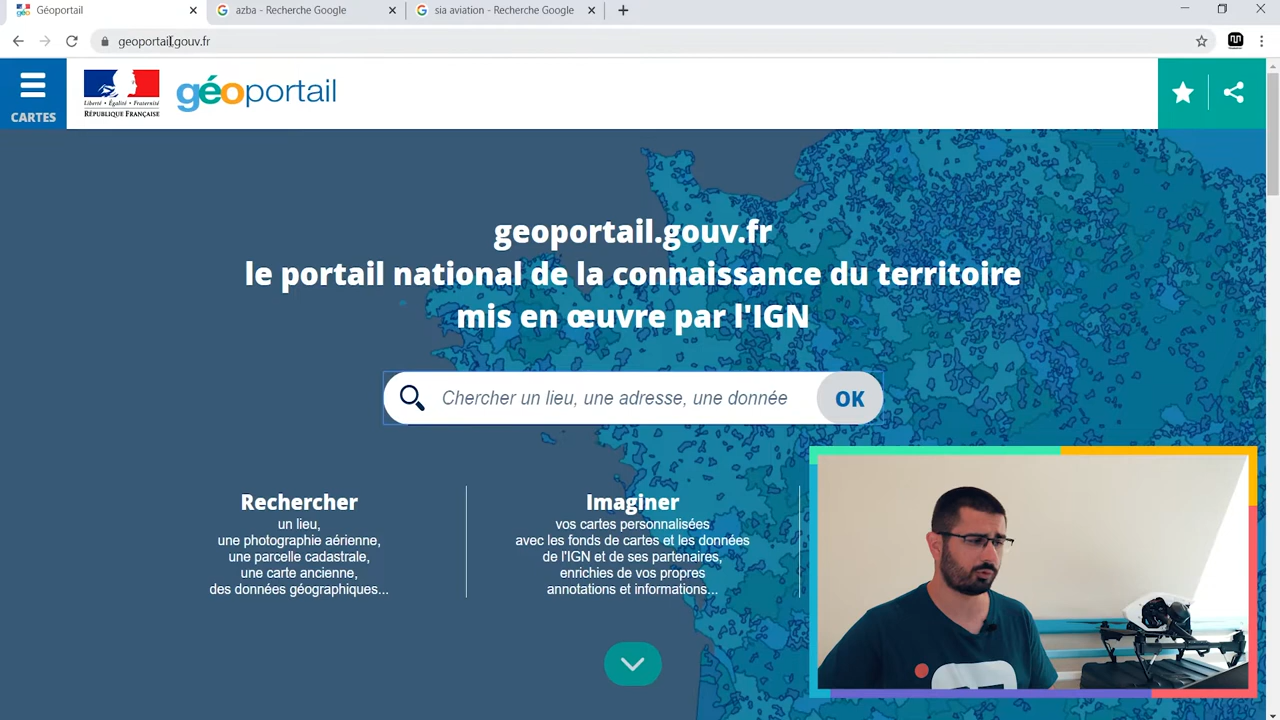 Géoportail
azba - Recherche Google
sia aviation - Recherche Google
geoportail.gouv.fr
CARTES
Liberté • Égalité • Fraternité
RÉPUBLIQUE FRANÇAISE
géoportail
geoportail.gouv.fr
le portail national de la connaissance du territoire
mis en œuvre par l'IGN
Chercher un lieu, une adresse, une donnée
OK
Rechercher
un lieu,
une photographie aérienne,
une parcelle cadastrale,
une carte ancienne,
des données géographiques...
Imaginer
vos cartes personnalisées
avec les fonds de cartes et les données
de l'IGN et de ses partenaires,
enrichies de vos propres
annotations et informations...